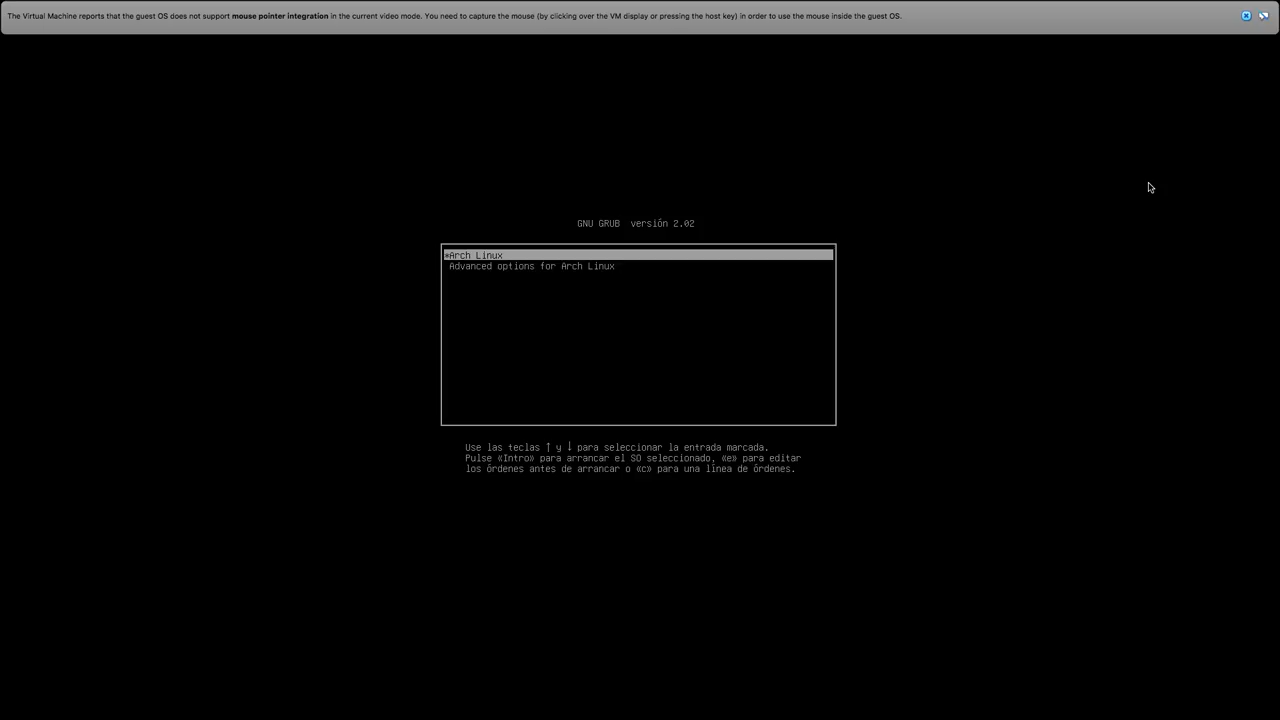 The Virtual Machine reports that the guest OS does not support mouse pointer integration in the current video mode. You need to capture the mouse (by clicking over the VM display or pressing the host key) in order to use the mouse inside the guest OS.
GNU GRUB  versión 2.02
*Arch Linux
Advanced options for Arch Linux
Use las teclas ↑ y ↓ para seleccionar la entrada marcada.
Pulse «Intro» para arrancar el SO seleccionado, «e» para editar
los órdenes antes de arrancar o «c» para una línea de órdenes.